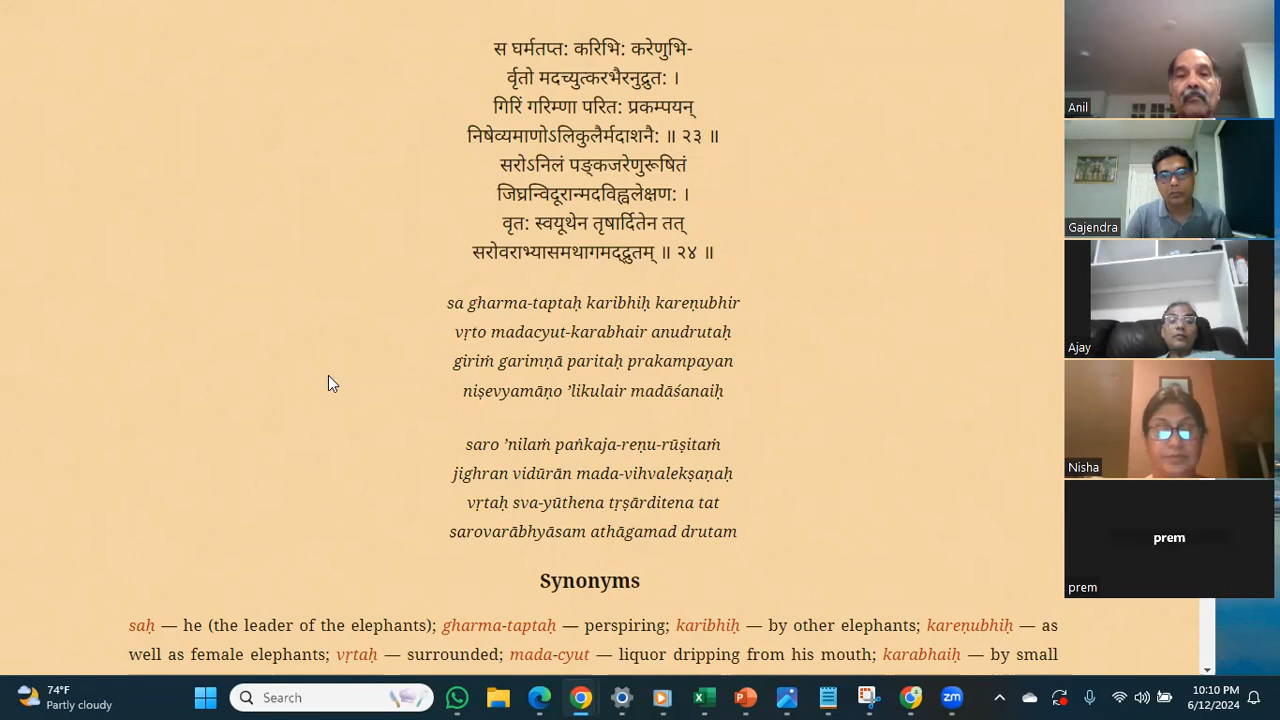 स घर्मतप्त: करिभि: करेणुभि-
र्वृतो मदच्युत्करभैरनुद्रुत: ।
गिरिं गरिम्णा परित: प्रकम्पयन्
निषेव्यमाणोऽलिकुलैर्मदाशनै: ॥ २३ ॥
सरोऽनिलं पङ्कजरेणुरूषितं
जिघ्रन्विदूरान्मदविह्वलेक्षण: ।
वृत: स्वयूथेन तृषार्दितेन तत्
सरोवराभ्यासमथागमद्‌द्रुतम् ॥ २४ ॥
sa gharma-taptaḥ karibhiḥ kareṇubhir
vṛto madacyut-karabhair anudrutaḥ
giriṁ garimṇā paritaḥ prakampayan
niṣevyamāṇo ’likulair madāśanaiḥ
saro ’nilaṁ paṅkaja-reṇu-rūṣitaṁ
jighran vidūrān mada-vihvalekṣaṇaḥ
vṛtaḥ sva-yūthena tṛṣārditena tat
sarovarābhyāsam athāgamad drutam
Synonyms
saḥ — he (the leader of the elephants); gharma-taptaḥ — perspiring; karibhiḥ — by other elephants; kareṇubhiḥ — as
well as female elephants; vṛtaḥ — surrounded; mada-cyut — liquor dripping from his mouth; karabhaiḥ — by small
Anil
Gajendra
Ajay
Nisha
prem
prem
74°F
Partly cloudy
Search
zm
10:10 PM
6/12/2024